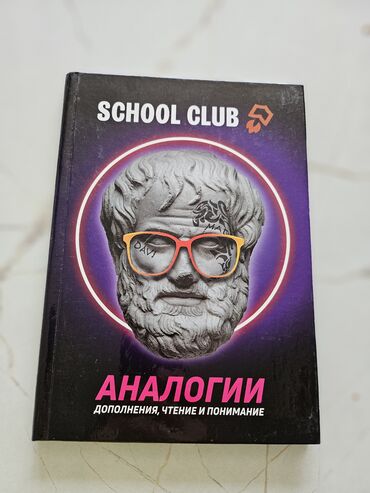 SCHOOL CLUB
АНАЛОГИИ
ДОПОЛНЕНИЯ, ЧТЕНИЕ И ПОНИМАНИЕ